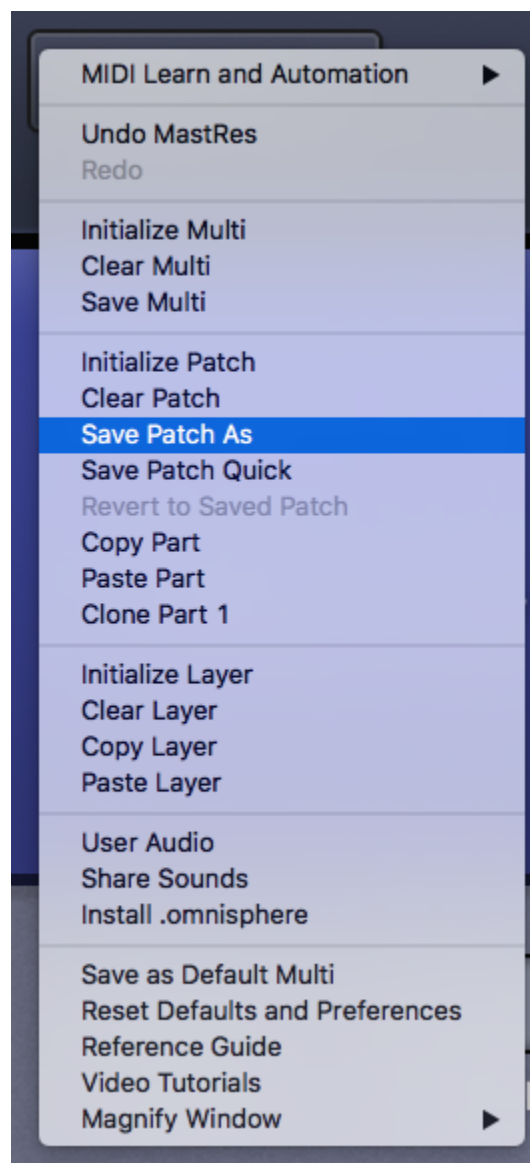 MIDI Learn and Automation
Undo MastRes
Redo
Initialize Multi
Clear Multi
Save Multi
Initialize Patch
Clear Patch
Save Patch As
Save Patch Quick
Revert to Saved Patch
Copy Part
Paste Part
Clone Part 1
Initialize Layer
Clear Layer
Copy Layer
Paste Layer
User Audio
Share Sounds
Install .omnisphere
Save as Default Multi
Reset Defaults and Preferences
Reference Guide
Video Tutorials
Magnify Window